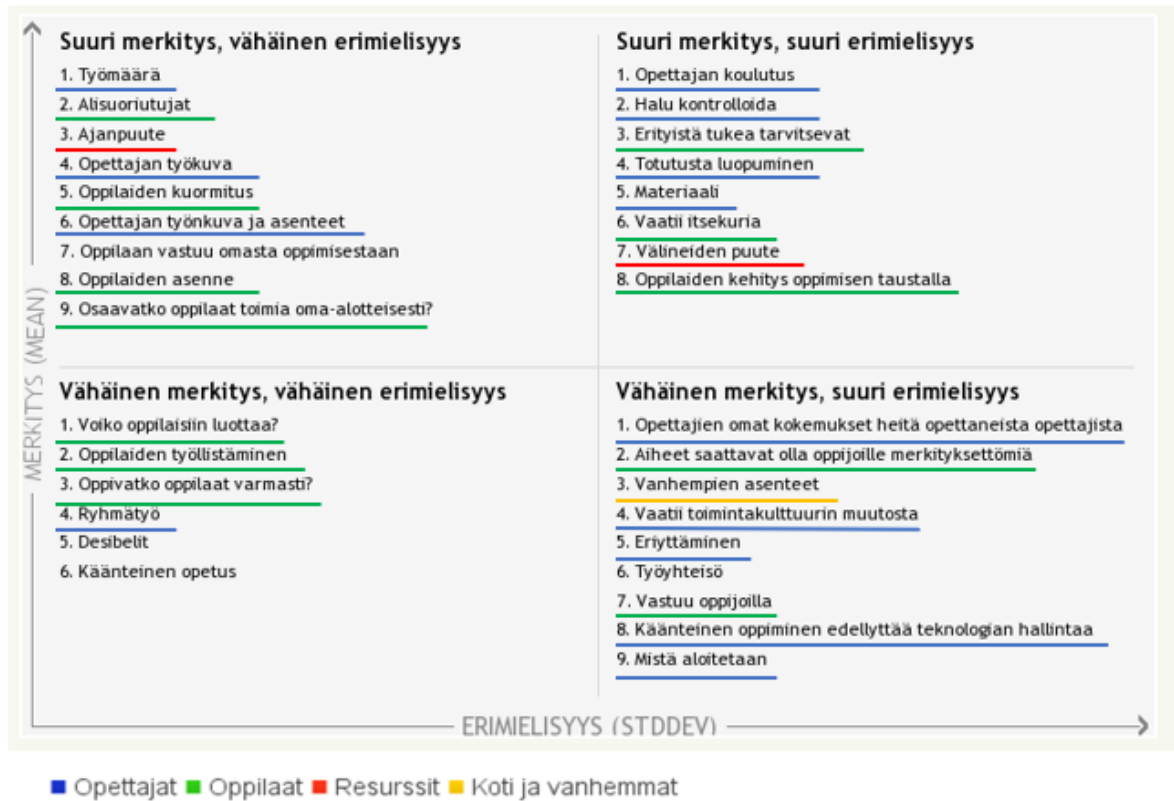 Suuri merkitys, vähäinen erimielisyys
1. Työmäärä
2. Alisuoriutujat
3. Ajanpuute
4. Opettajan työkuva
5. Oppilaiden kuormitus
6. Opettajan työnkuva ja asenteet
7. Oppilaan vastuu omasta oppimisestaan
8. Oppilaiden asenne
9. Osaavatko oppilaat toimia oma-alotteisesti?
Suuri merkitys, suuri erimielisyys
1. Opettajan koulutus
2. Halu kontrolloida
3. Erityistä tukea tarvitsevat
4. Totutusta luopuminen
5. Materiaali
6. Vaatii itsekuria
7. Välineiden puute
8. Oppilaiden kehitys oppimisen taustalla
Vähäinen merkitys, vähäinen erimielisyys
1. Voiko oppilaisiin luottaa?
2. Oppilaiden työllistäminen
3. Oppivatko oppilaat varmasti?
4. Ryhmätyö
5. Desibelit
6. Käänteinen opetus
Vähäinen merkitys, suuri erimielisyys
1. Opettajien omat kokemukset heitä opettaneista opettajista
2. Aiheet saattavat olla oppijoille merkityksettömiä
3. Vanhempien asenteet
4. Vaatii toimintakulttuurin muutosta
5. Eriyttäminen
6. Työyhteisö
7. Vastuu oppijoilla
8. Käänteinen oppiminen edellyttää teknologian hallintaa
9. Mistä aloitetaan
MERKITYS (MEAN)
ERIMIELISYYS (STDDEV)
Opettajat Oppilaat Resurssit Koti ja vanhemmat